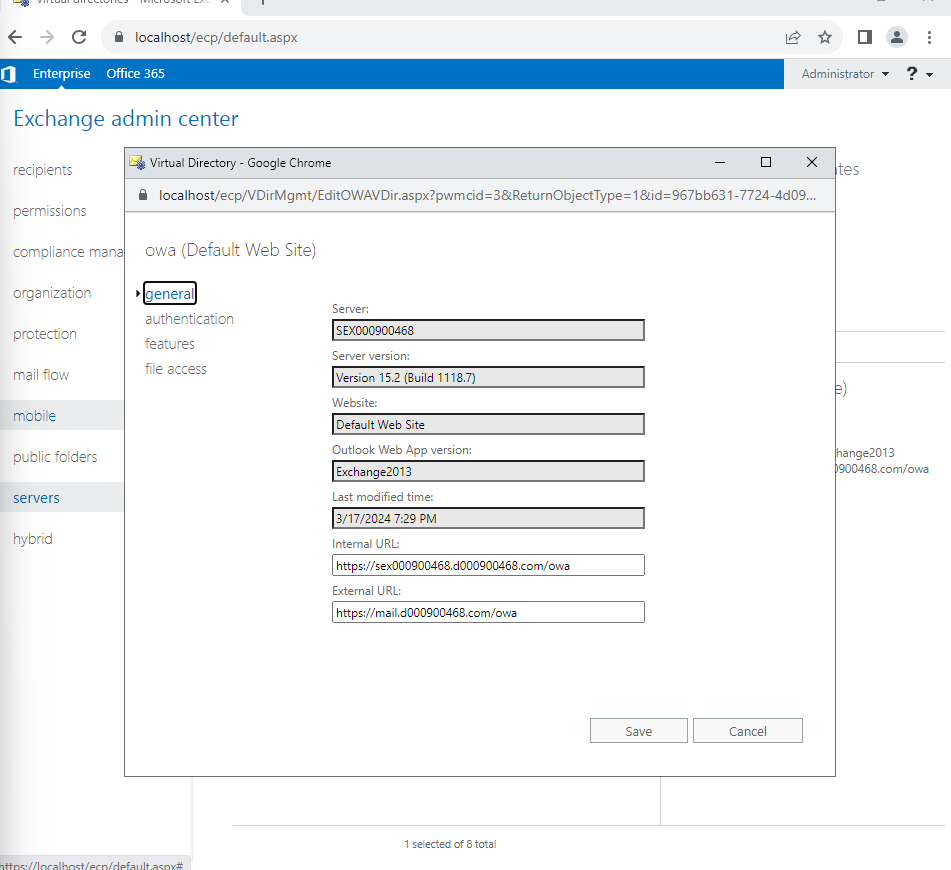 Virtual directories - Microsoft Exc
localhost/ecp/default.aspx
Enterprise Office 365
Administrator ?
Exchange admin center
recipients
permissions
compliance mana
organization
protection
mail flow
mobile
public folders
servers
hybrid
Virtual Directory - Google Chrome
localhost/ecp/VDirMgmt/EditOWAVDir.aspx?pwmcid=3&ReturnObjectType=1&id=967bb631-7724-4d09...
owa (Default Web Site)
general
authentication
features
file access
Server:
SEX000900468
Server version:
Version 15.2 (Build 1118.7)
Website:
Default Web Site
Outlook Web App version:
Exchange2013
Last modified time:
3/17/2024 7:29 PM
Internal URL:
https://sex000900468.d000900468.com/owa
External URL:
https://mail.d000900468.com/owa
Save Cancel
ates
e)
hange2013
000900468.com/owa
1 selected of 8 total
https://localhost/ecp/default.aspx#